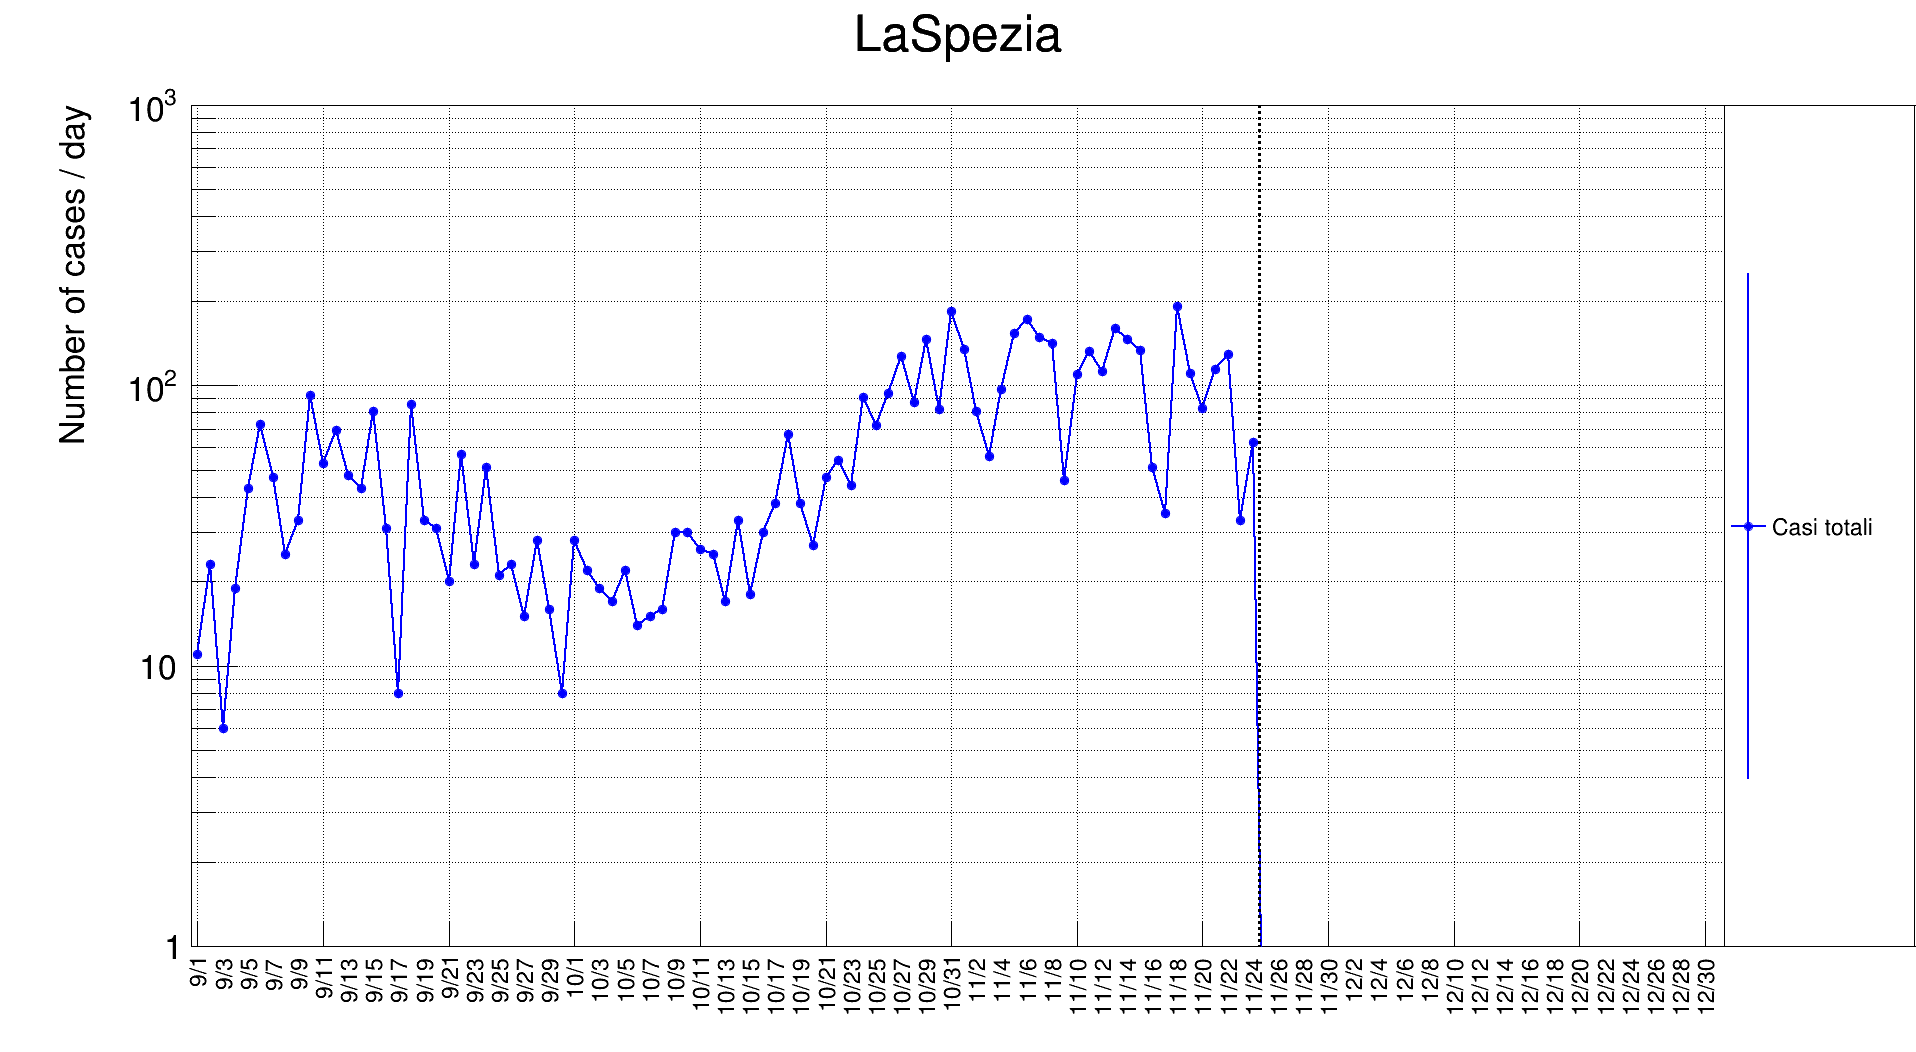 LaSpezia
Number of cases / day
10³
10²
10
1
9/1 9/3 9/5 9/7 9/9 9/11 9/13 9/15 9/17 9/19 9/21 9/23 9/25 9/27 9/29 10/1 10/3 10/5 10/7 10/9 10/11 10/13 10/15 10/17 10/19 10/21 10/23 10/25 10/27 10/29 10/31 11/2 11/4 11/6 11/8 11/10 11/12 11/14 11/16 11/18 11/20 11/22 11/24 11/26 11/28 11/30 12/2 12/4 12/6 12/8 12/10 12/12 12/14 12/16 12/18 12/20 12/22 12/24 12/26 12/28 12/30
Casi totali